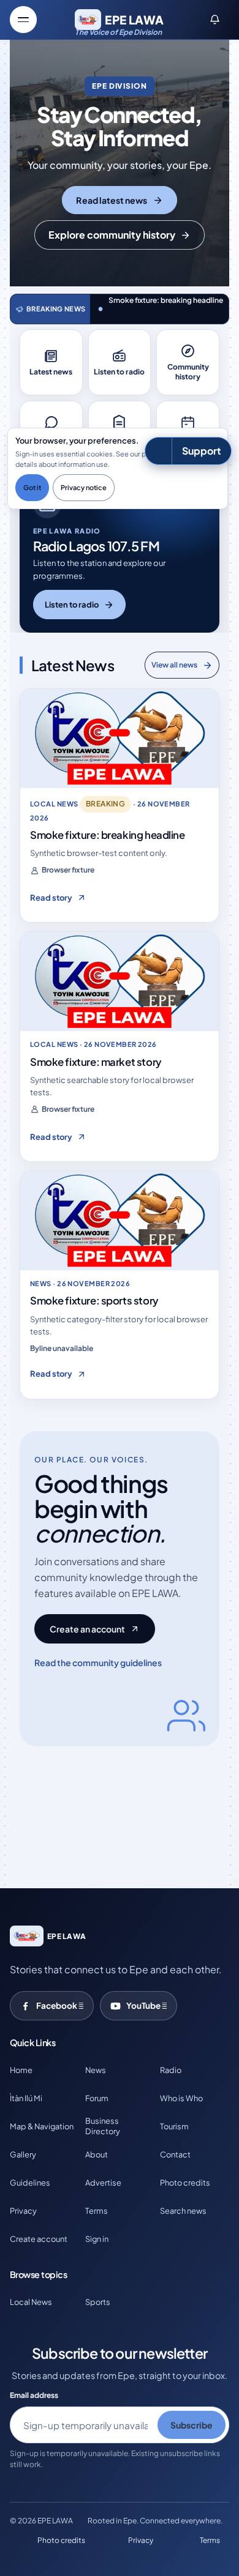 EPE LAWA
The Voice of Epe Division
EPE DIVISION
Stay Connected,
Stay Informed
Your community, your stories, your Epe.
Read latest news
Explore community history
BREAKING NEWS
Smoke fixture: breaking headline
Latest news
Listen to radio
Community
history
Browser your preferences.
Sign-in uses essential cookies. See our p
details about information use.
Got it
Privacy notice
Support
EPE LAWA RADIO
Radio Lagos 107.5 FM
Listen to the station and explore our
programmes.
Listen to radio
Latest News
View all news
tkc
TOYIN KAWOJUE
EPE
EPE LAWA
LOCAL NEWS BREAKING · 26 NOVEMBER
2026
Smoke fixture: breaking headline
Synthetic browser-test content only.
Browser fixture
Read story
tkc
TOYIN KAWOJUE
EPE
EPE LAWA
LOCAL NEWS · 26 NOVEMBER 2026
Smoke fixture: market story
Synthetic searchable story for local browser
tests.
Browser fixture
Read story
tkc
TOYIN KAWOJUE
EPE
EPE LAWA
NEWS · 26 NOVEMBER 2026
Smoke fixture: sports story
Synthetic category-filter story for local browser
tests.
Byline unavailable
Read story
OUR PLACE. OUR VOICES.
Good things
begin with
connection.
Join conversations and share
community knowledge through the
features available on EPE LAWA.
Create an account
Read the community guidelines
EPE LAWA
Stories that connect us to Epe and each other.
Facebook
YouTube
Quick Links
Home
News
Radio
Ìtàn Ìlú Mi
Forum
Who is Who
Map & Navigation
Business
Directory
Tourism
Gallery
About
Contact
Guidelines
Advertise
Photo credits
Privacy
Terms
Search news
Create account
Sign in
Browse topics
Local News
Sports
Subscribe to our newsletter
Stories and updates from Epe, straight to your inbox.
Email address
Sign-up temporarily unavaila
Subscribe
Sign-up is temporarily unavailable. Existing unsubscribe links
still work.
© 2026 EPE LAWA
Rooted in Epe. Connected everywhere.
Photo credits
Privacy
Terms